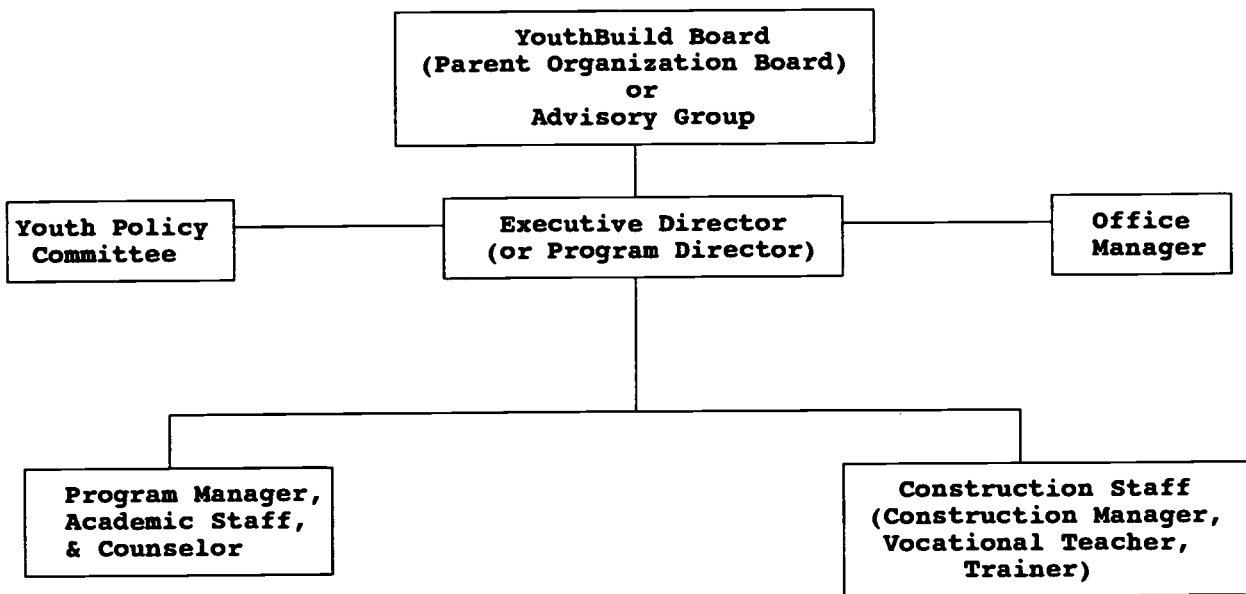 YouthBuild Board
(Parent Organization Board)
or
Advisory Group
Youth Policy
Committee
Executive Director
(or Program Director)
Office
Manager
Program Manager,
Academic Staff,
& Counselor
Construction Staff
(Construction Manager,
Vocational Teacher,
Trainer)